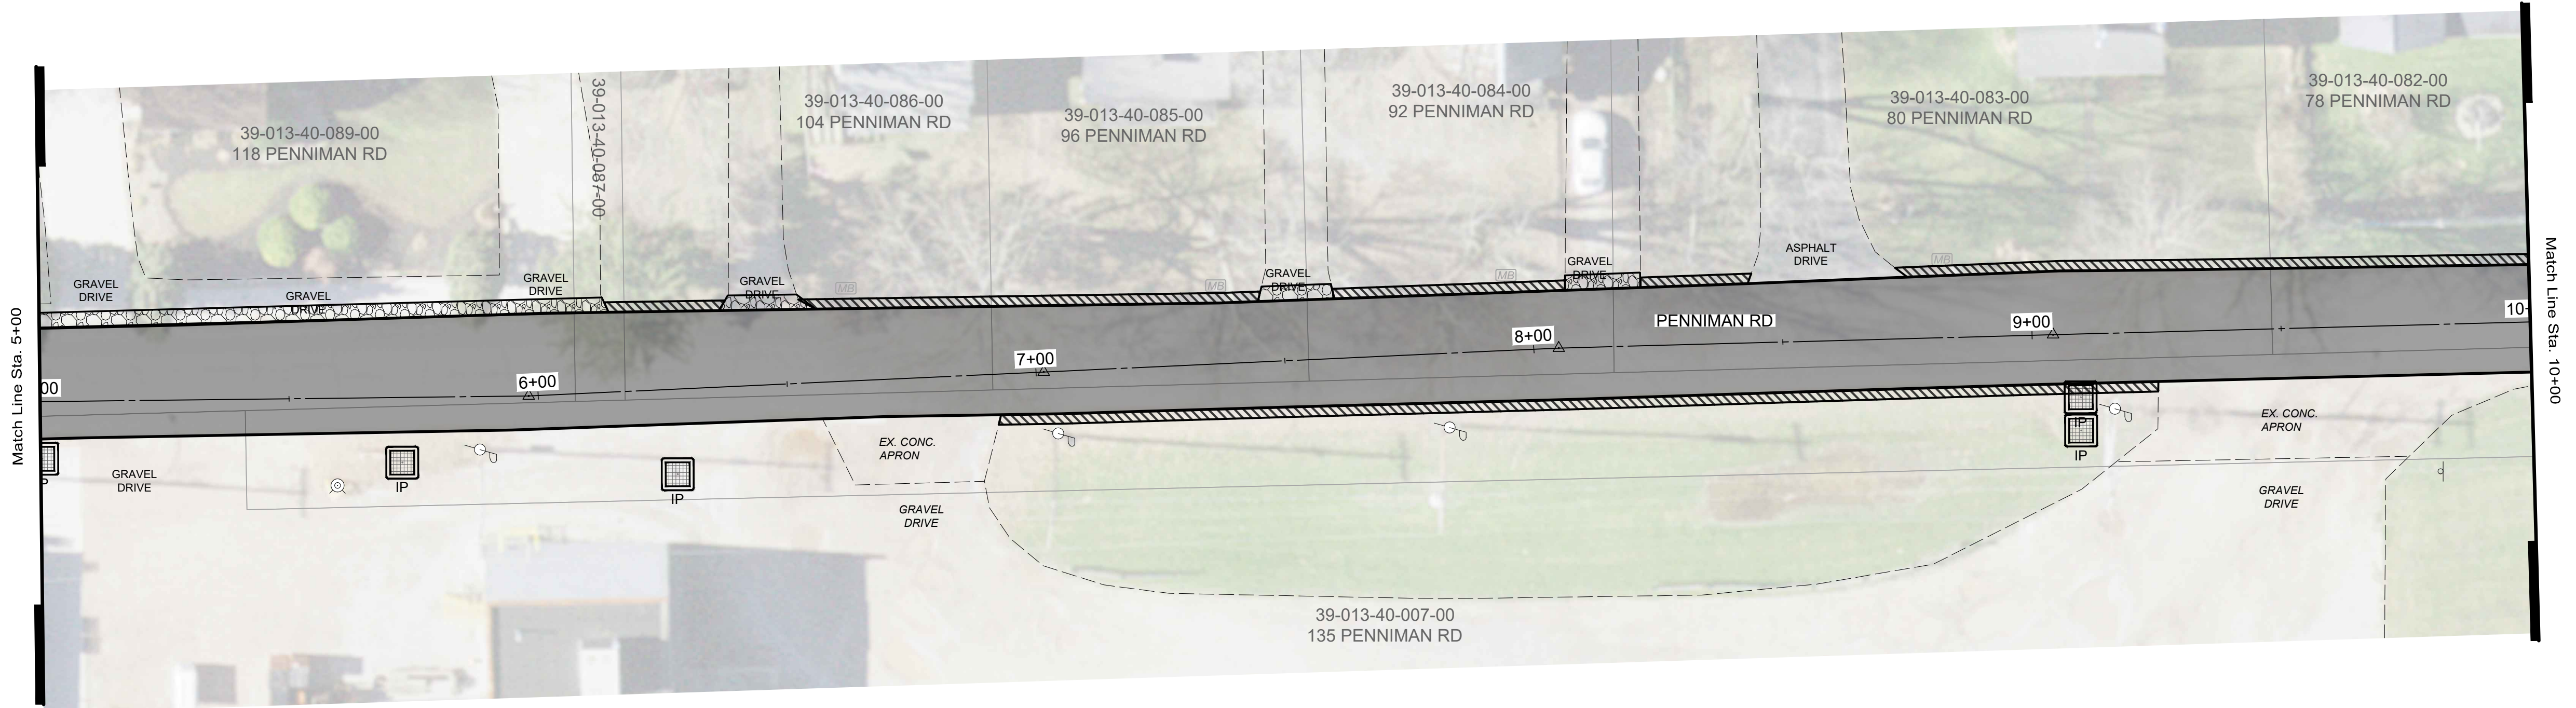 Match Line Sta. 5+00
39-013-40-089-00
118 PENNIMAN RD
39-013-40-087-00
39-013-40-086-00
104 PENNIMAN RD
39-013-40-085-00
96 PENNIMAN RD
39-013-40-084-00
92 PENNIMAN RD
39-013-40-083-00
80 PENNIMAN RD
39-013-40-082-00
78 PENNIMAN RD
Match Line Sta. 10+00
GRAVEL
DRIVE
GRAVEL
DRIVE
GRAVEL
DRIVE
GRAVEL
DRIVE
MB
MB
GRAVEL
DRIVE
MB
GRAVEL
DRIVE
ASPHALT
DRIVE
MB
00
6+00
7+00
8+00
PENNIMAN RD
9+00
10+
P
GRAVEL
DRIVE
IP
IP
EX. CONC.
APRON
GRAVEL
DRIVE
IP
IP
EX. CONC.
APRON
GRAVEL
DRIVE
39-013-40-007-00
135 PENNIMAN RD